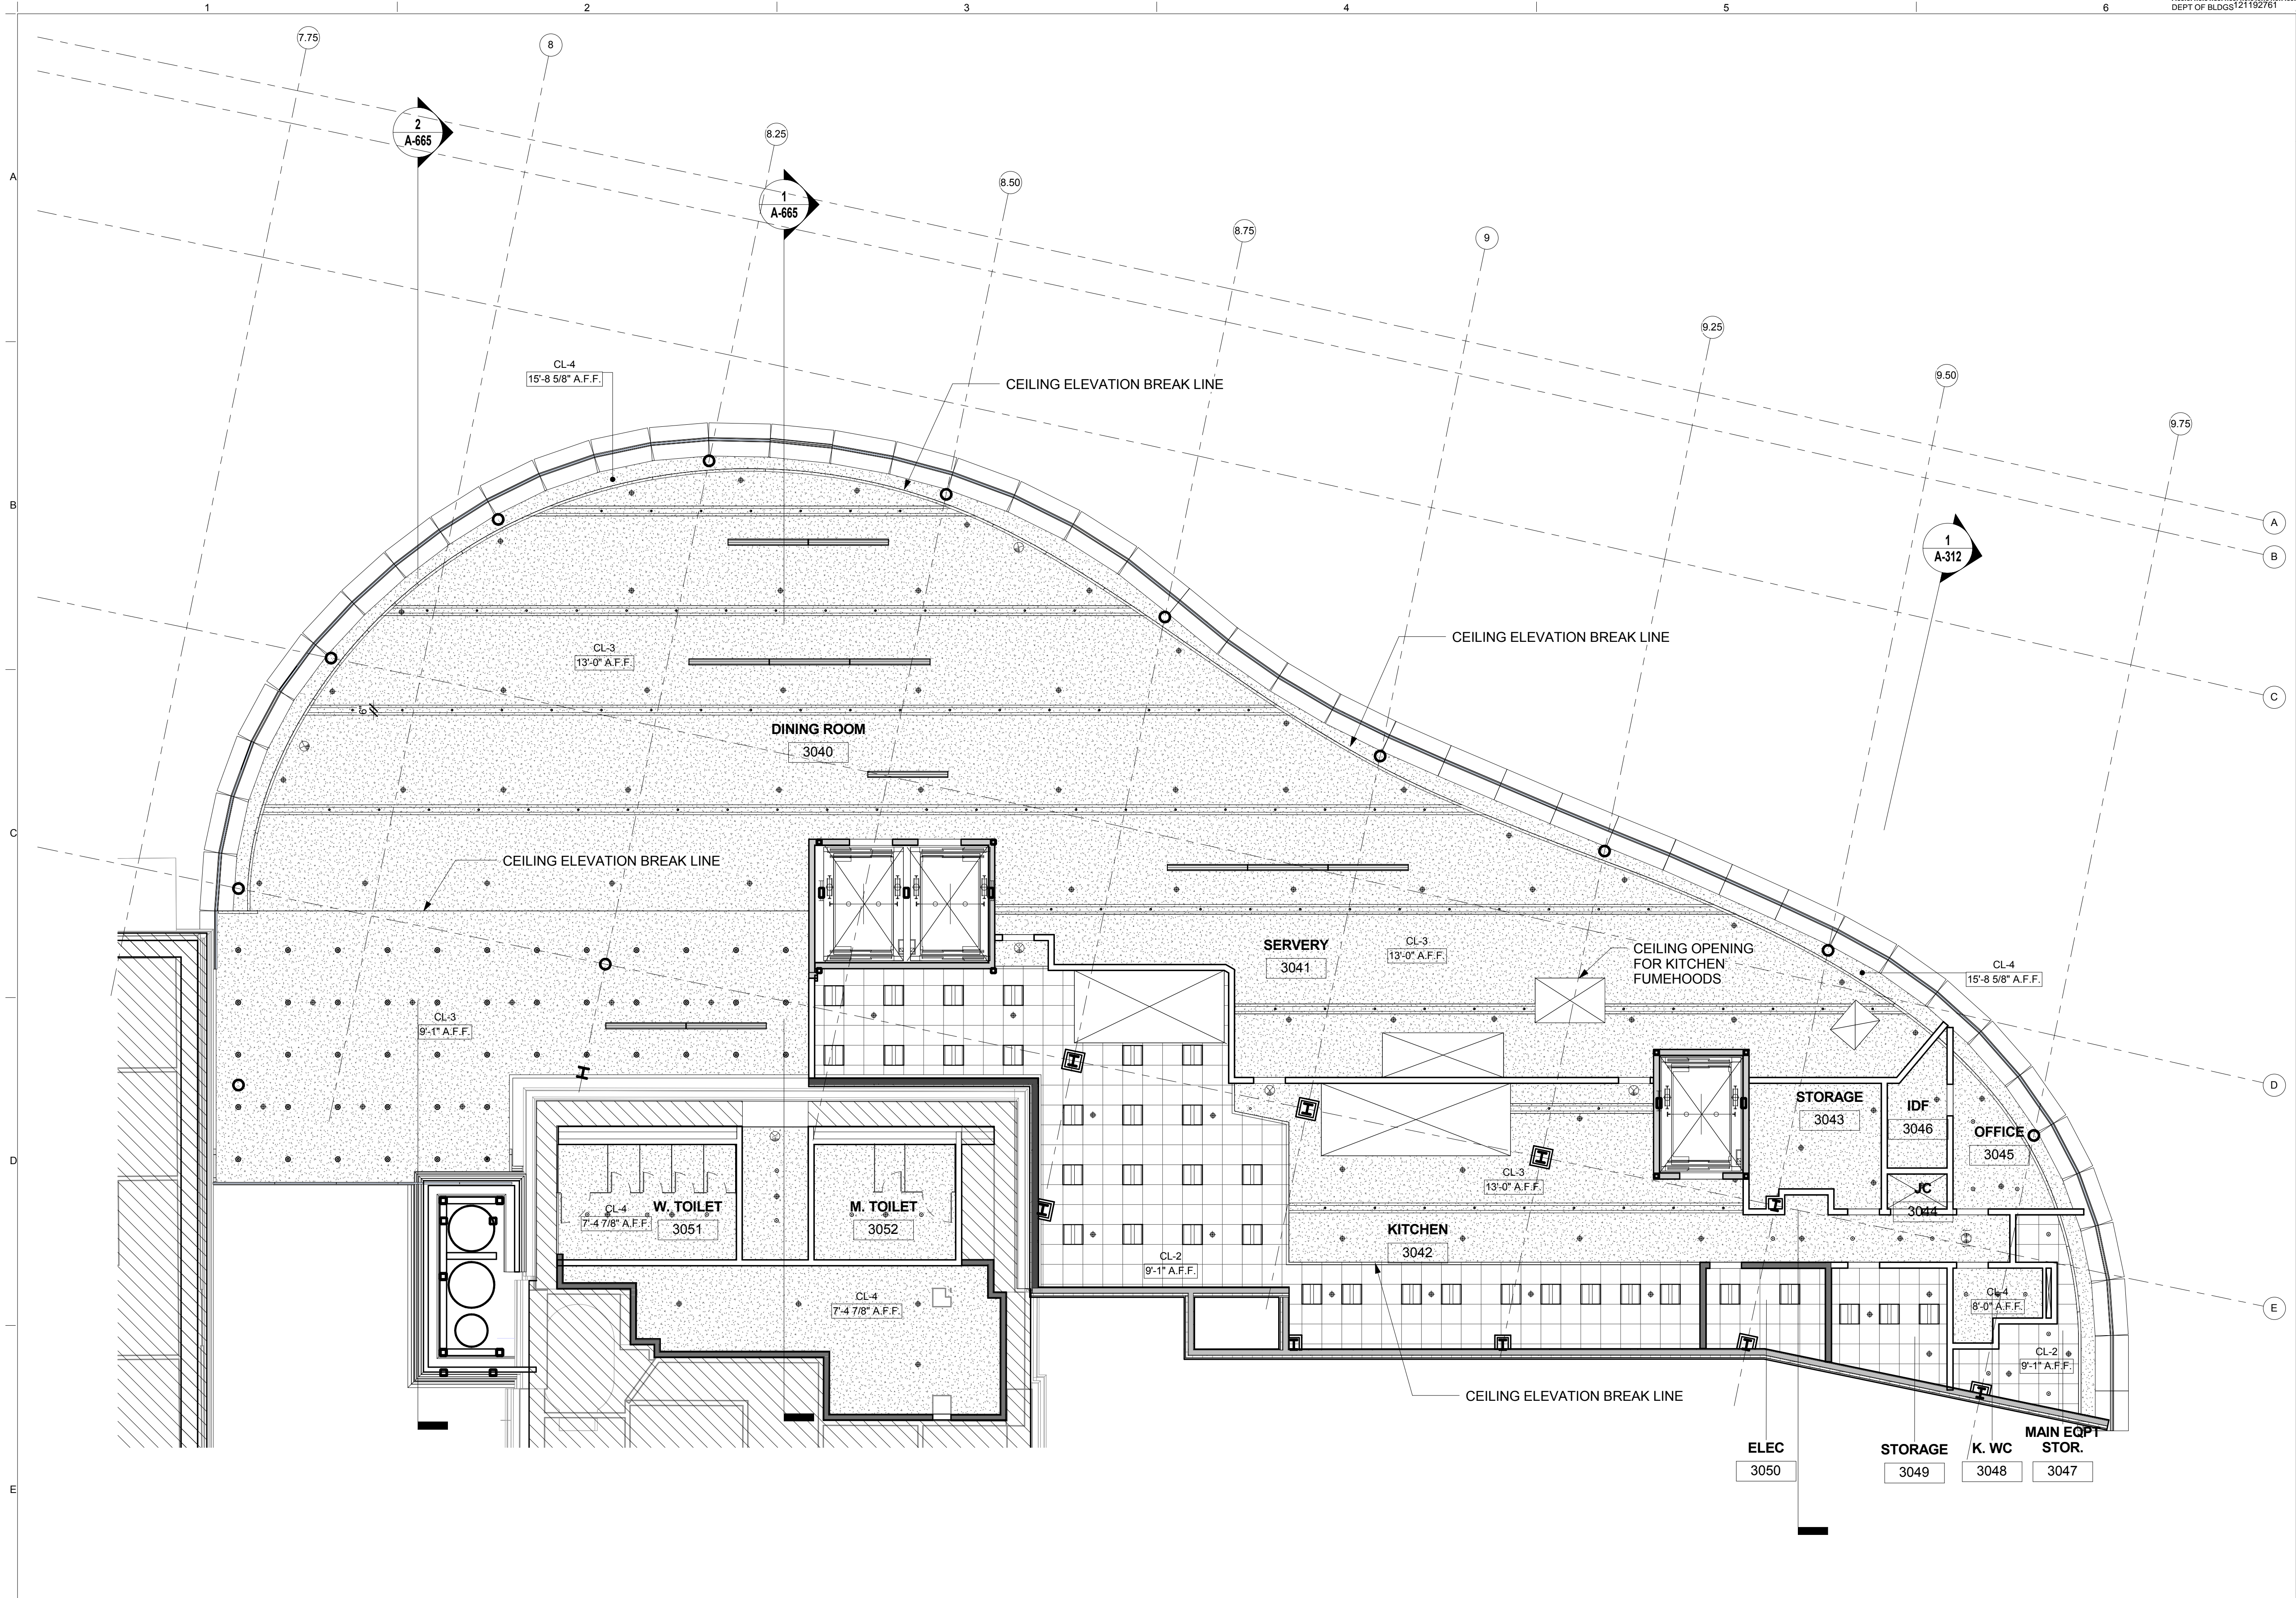 1
2
3
4
5
6
DEPT OF BLDGS 121192761
7.75
8
8.25
8.50
8.75
9
9.25
9.50
9.75
2
A-665
1
A-665
A
CL-4
15'-8 5/8" A.F.F.
CEILING ELEVATION BREAK LINE
B
A
B
1
A-312
CEILING ELEVATION BREAK LINE
CL-3
13'-0" A.F.F.
C
6"
DINING ROOM
3040
C
CEILING ELEVATION BREAK LINE
SERVERY
3041
CL-3
13'-0" A.F.F.
CEILING OPENING
FOR KITCHEN
FUMEHOODS
CL-4
15'-8 5/8" A.F.F.
CL-3
9'-1" A.F.F.
D
STORAGE
3043
IDF
3046
OFFICE
3045
D
CL-3
13'-0" A.F.F.
JC
3044
CL-4
7'-4 7/8" A.F.F.
W. TOILET
3051
M. TOILET
3052
KITCHEN
3042
CL-2
9'-1" A.F.F.
CL-4
7'-4 7/8" A.F.F.
CL-4
8'-0" A.F.F.
E
CL-2
9'-1" A.F.F.
CEILING ELEVATION BREAK LINE
ELEC
3050
STORAGE
3049
K. WC
3048
MAIN EQPT
STOR.
3047
E